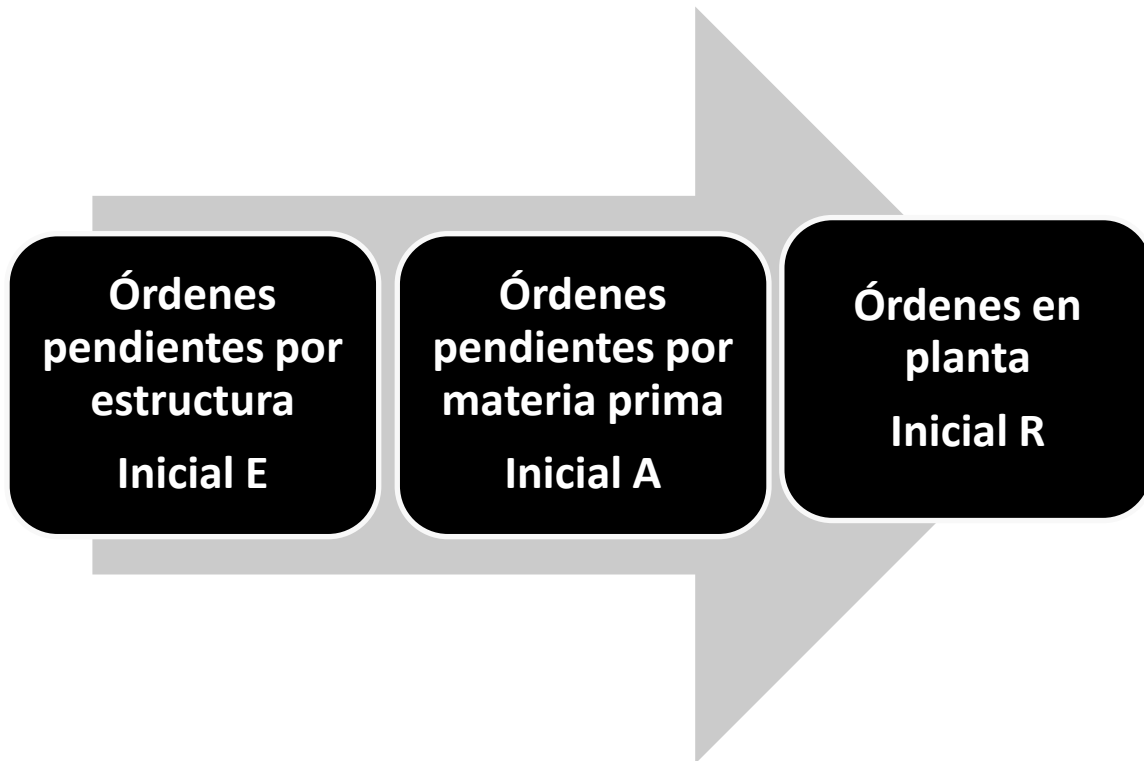 Órdenes
pendientes por
estructura
Inicial E
Órdenes
pendientes por
materia prima
Inicial A
Órdenes en
planta
Inicial R